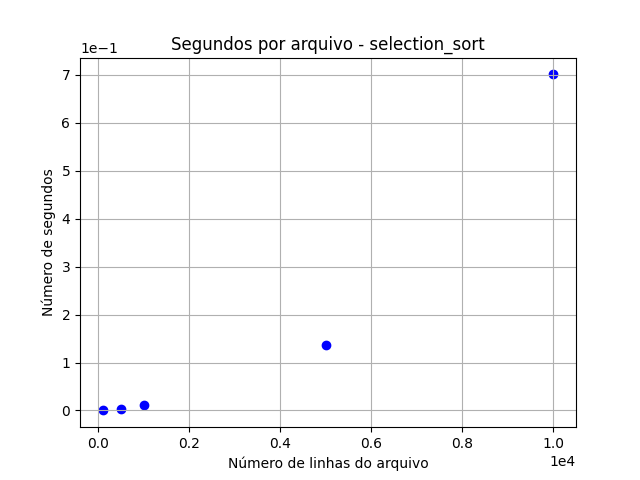 Segundos por arquivo - selection_sort
1e−1
7
6
5
4
3
2
1
0
Número de segundos
0.0 0.2 0.4 0.6 0.8 1.0
1e4
Número de linhas do arquivo